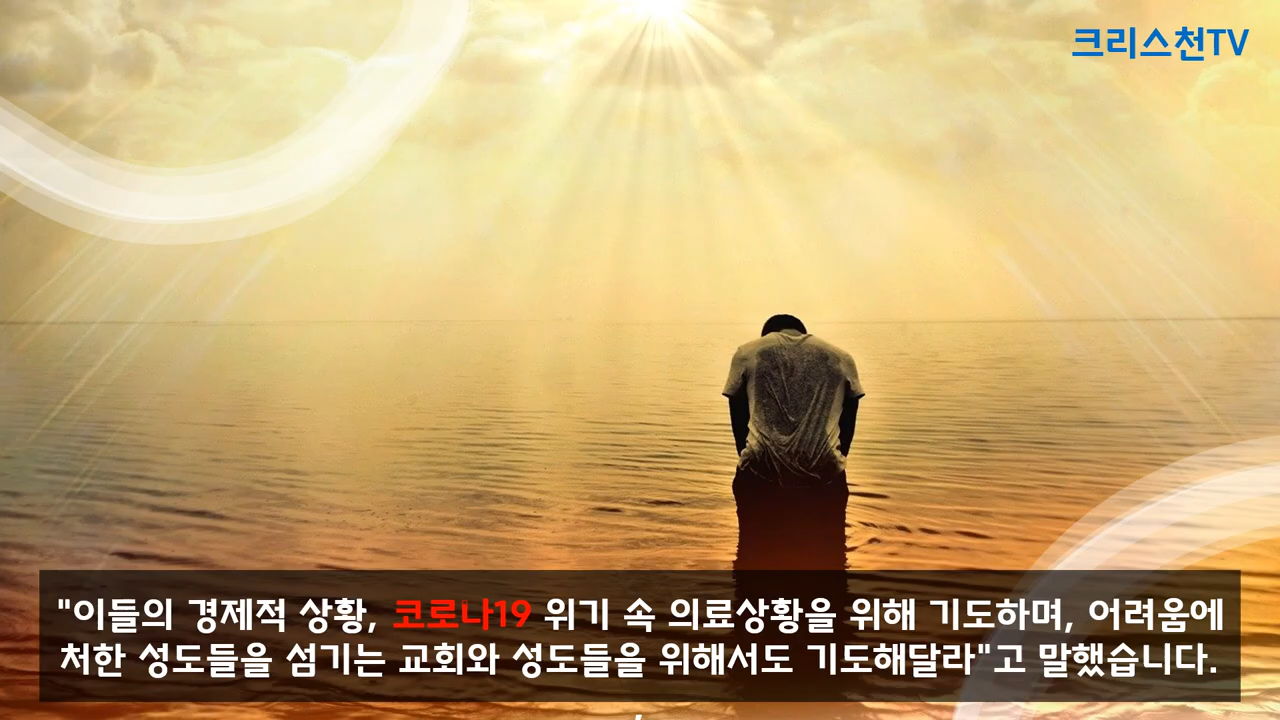 크리스천TV
"이들의 경제적 상황, 코로나19 위기 속 의료상황을 위해 기도하며, 어려움에
처한 성도들을 섬기는 교회와 성도들을 위해서도 기도해달라"고 말했습니다.